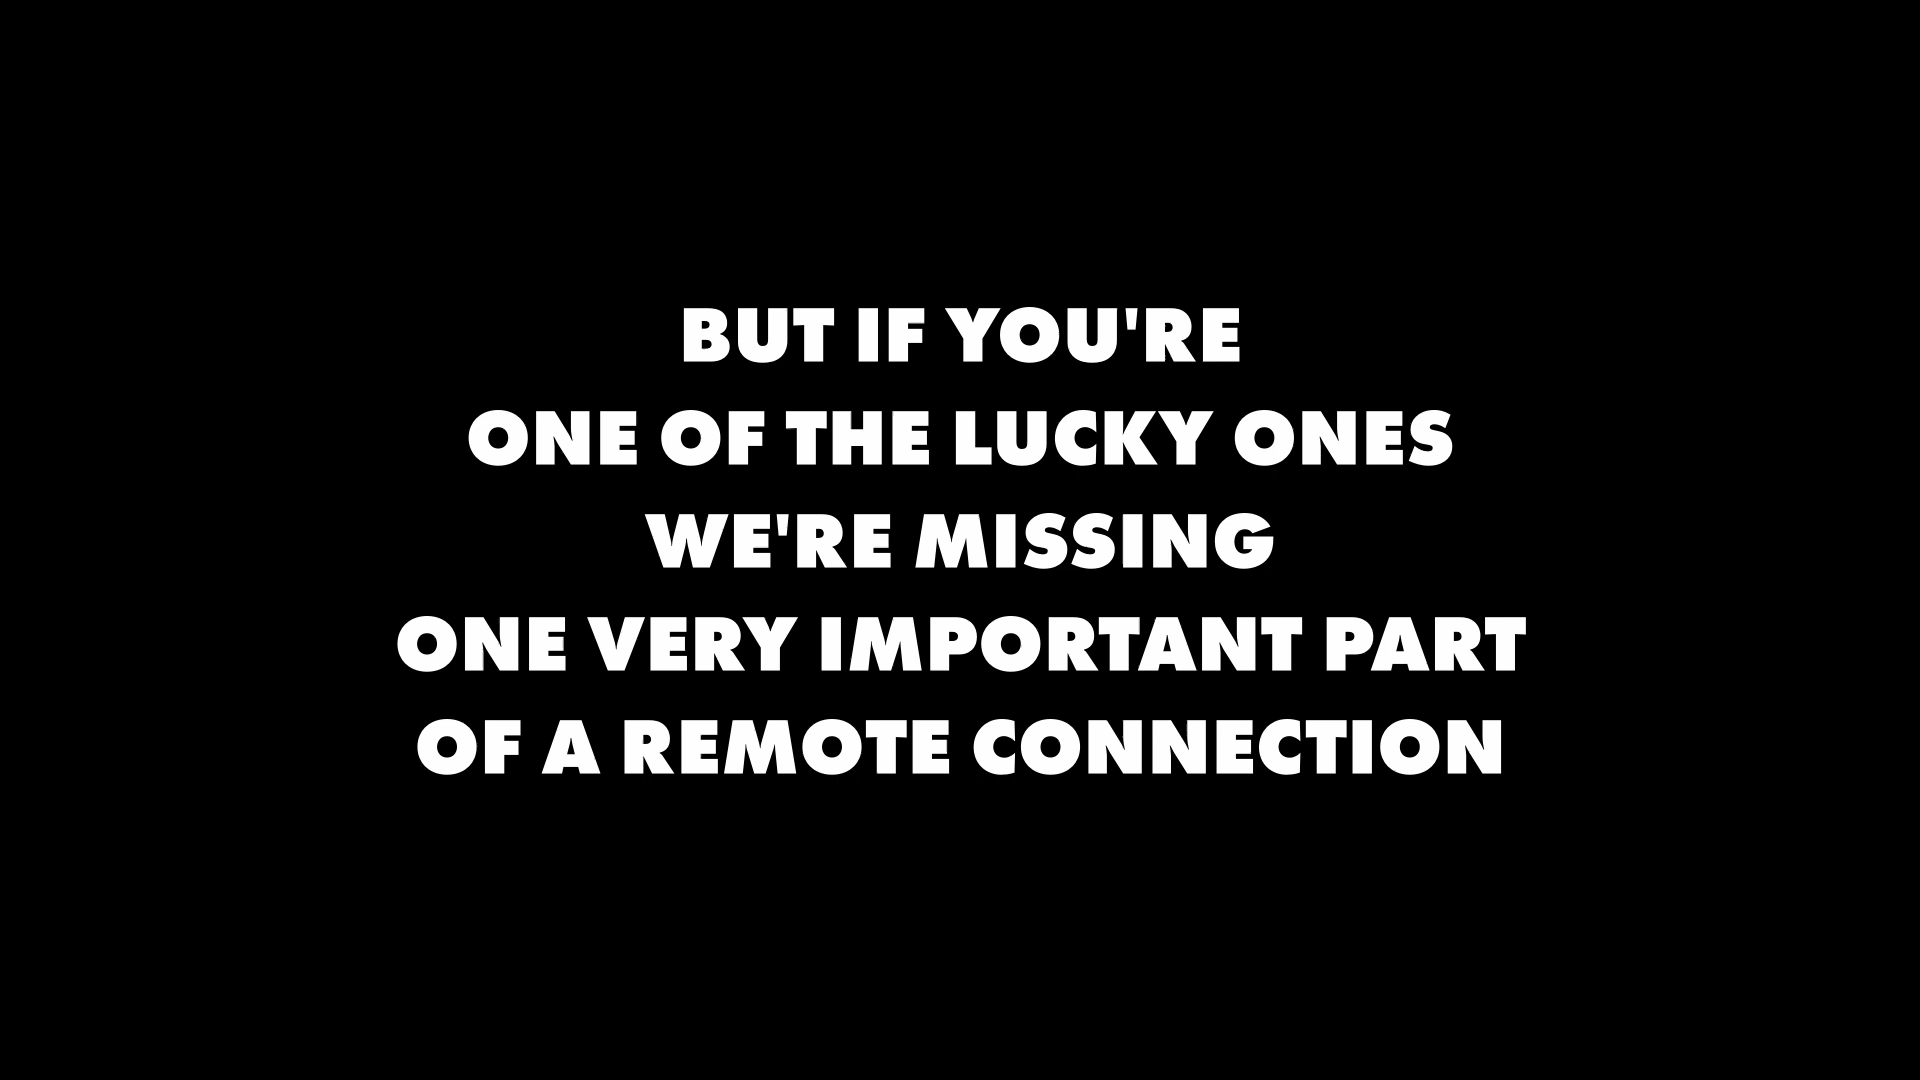 BUT IF YOU'RE
ONE OF THE LUCKY ONES
WE'RE MISSING
ONE VERY IMPORTANT PART
OF A REMOTE CONNECTION